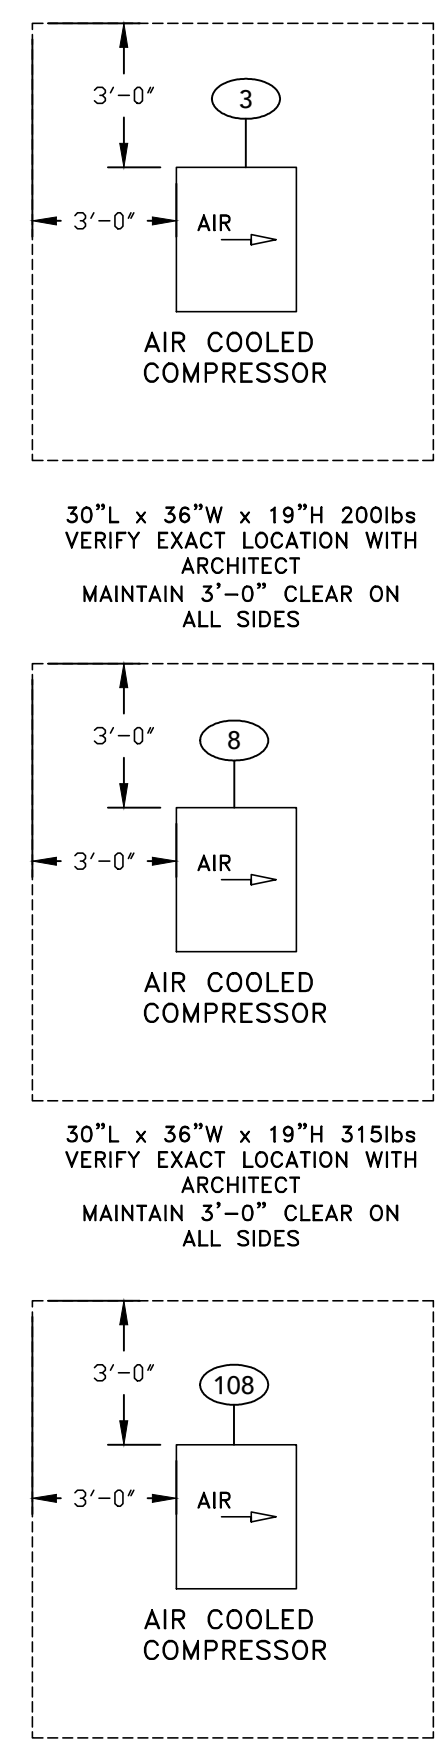 3'-0"
3
3'-0"
AIR
AIR COOLED
COMPRESSOR
30"L x 36"W x 19"H 200lbs
VERIFY EXACT LOCATION WITH
ARCHITECT
MAINTAIN 3'-0" CLEAR ON
ALL SIDES
3'-0"
8
3'-0"
AIR
AIR COOLED
COMPRESSOR
30"L x 36"W x 19"H 315lbs
VERIFY EXACT LOCATION WITH
ARCHITECT
MAINTAIN 3'-0" CLEAR ON
ALL SIDES
3'-0"
108
3'-0"
AIR
AIR COOLED
COMPRESSOR